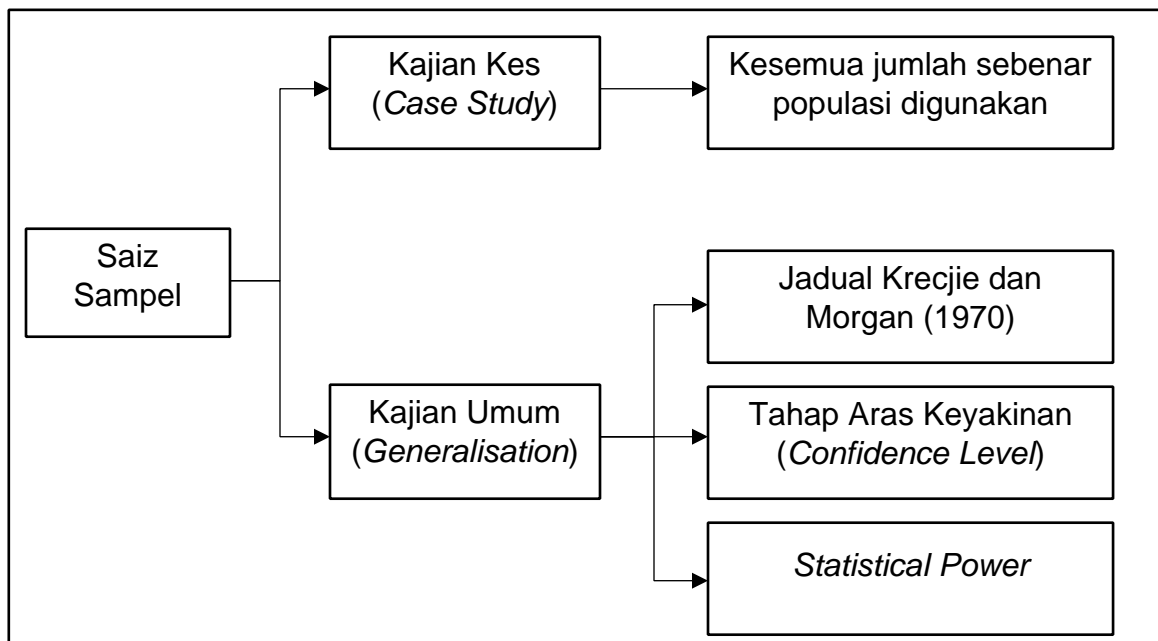 Kajian Kes
(Case Study)
Kesemua jumlah sebenar
populasi digunakan
Saiz
Sampel
Kajian Umum
(Generalisation)
Jadual Krecjie dan
Morgan (1970)
Tahap Aras Keyakinan
(Confidence Level)
Statistical Power